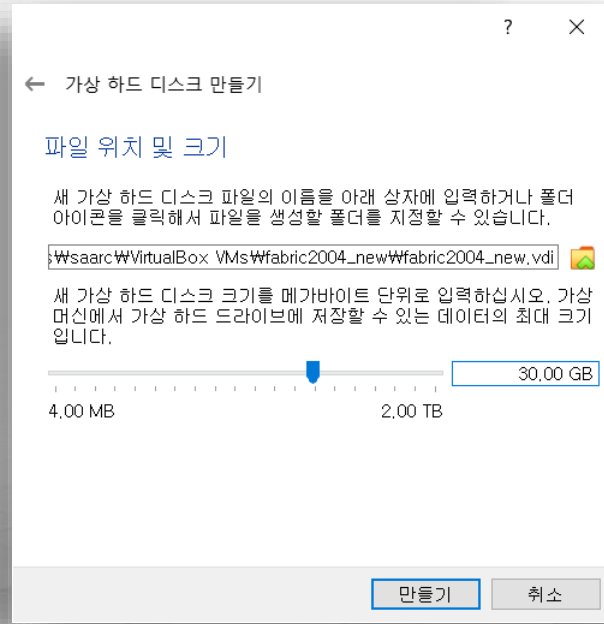 ?
가상 하드 디스크 만들기
파일 위치 및 크기
새 가상 하드 디스크 파일의 이름을 아래 상자에 입력하거나 폴더
아이콘을 클릭해서 파일을 생성할 폴더를 지정할 수 있습니다.
s₩saarc₩VirtualBox VMs₩fabric2004_new₩fabric2004_new.vdi
새 가상 하드 디스크 크기를 메가바이트 단위로 입력하십시오. 가상
머신에서 가상 하드 드라이브에 저장할 수 있는 데이터의 최대 크기
입니다.
30.00 GB
4.00 MB 2.00 TB
만들기 취소